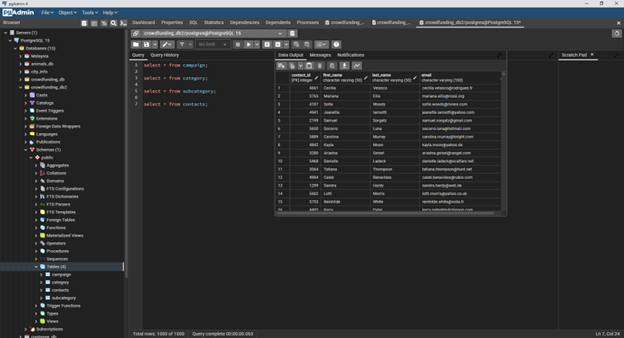 pgAdmin 4
PGAdmin
File Object Tools Help
Browser
Dashboard Properties SQL Statistics Dependencies Dependents Processes crowdfunding_... crowdfunding_... crowdfunding_db2/postgres@PostgreSQL 15*
Servers (1)
PostgreSQL 15
Databases (13)
Malaysia
animals_db
city_info
crowdfunding_db
crowdfunding_db2
Casts
Catalogs
Event Triggers
Extensions
Foreign Data Wrappers
Languages
Publications
Schemas (1)
public
Aggregates
Collations
Domains
FTS Configurations
FTS Dictionaries
FTS Parsers
FTS Templates
Foreign Tables
Functions
Materialized Views
Operators
Procedures
Sequences
Tables (4)
campaign
category
contacts
subcategory
Trigger Functions
Types
Views
Subscriptions
crowdfunding_db2/postgres@PostgreSQL 15
No limit
Query Query History
1 select * from campaign;
2
3 select * from category;
4
5 select * from subcategory;
6
7 select * from contacts;
Data Output Messages Notifications
contact_id first_name last_name email
[PK] integer character varying (50) character varying (50) character varying (100)
1 4661 Cecilia Velasco cecilia.velasco@rodrigues.fr
2 3765 Mariana Ellis mariana.ellis@rossi.org
3 4187 Sofie Woods sofie.woods@riviere.com
4 4941 Jeanette Iannotti jeanette.iannotti@yahoo.com
5 2199 Samuel Sorgatz samuel.sorgatz@gmail.com
6 5650 Socorro Luna socorro.luna@hotmail.com
7 5889 Carolina Murray carolina.murray@knight.com
8 4842 Kayla Moon kayla.moon@yahoo.de
9 3280 Ariadna Geisel ariadna.geisel@rangel.com
10 5468 Danielle Ladeck danielle.ladeck@scalfaro.net
11 3064 Tatiana Thompson tatiana.thompson@hunt.net
12 4904 Caleb Benavides caleb.benavides@rubio.com
13 1299 Sandra Hardy sandra.hardy@web.de
14 5602 Lotti Morris lotti.morris@yahoo.co.uk
15 5753 Reinhilde White reinhilde.white@voila.fr
Scratch Pad
Total rows: 1000 of 1000 Query complete 00:00:00.053 Ln 7, Col 24